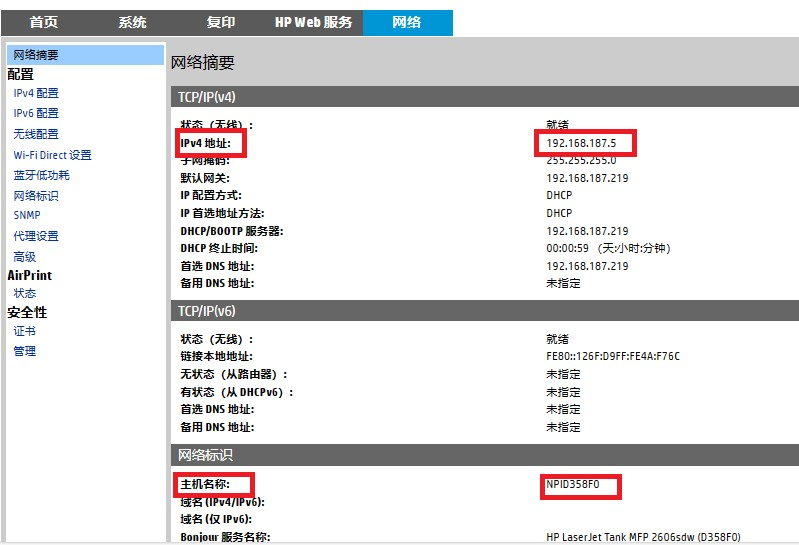 首页 系统 复印 HP Web 服务 网络
网络摘要
配置
IPv4 配置
IPv6 配置
无线配置
Wi-Fi Direct 设置
蓝牙低功耗
网络标识
SNMP
代理设置
高级
AirPrint
状态
安全性
证书
管理
网络摘要
TCP/IP(v4)
状态（无线）: 就绪
IPv4 地址: 192.168.187.5
子网掩码: 255.255.255.0
默认网关: 192.168.187.219
IP 配置方式: DHCP
IP 首选地址方法: DHCP
DHCP/BOOTP 服务器: 192.168.187.219
DHCP 终止时间: 00:00:59 （天:小时:分钟）
首选 DNS 地址: 192.168.187.219
备用 DNS 地址: 未指定
TCP/IP(v6)
状态（无线）: 就绪
链接本地地址: FE80::126F:D9FF:FE4A:F76C
无状态（从路由器）: 未指定
有状态（从 DHCPv6）: 未指定
首选 DNS 地址: 未指定
备用 DNS 地址: 未指定
网络标识
主机名称: NPID358F0
域名 (IPv4/IPv6):
域名 (仅 IPv6):
Bonjour 服务名称: HP LaserJet Tank MFP 2606sdw (D358F0)